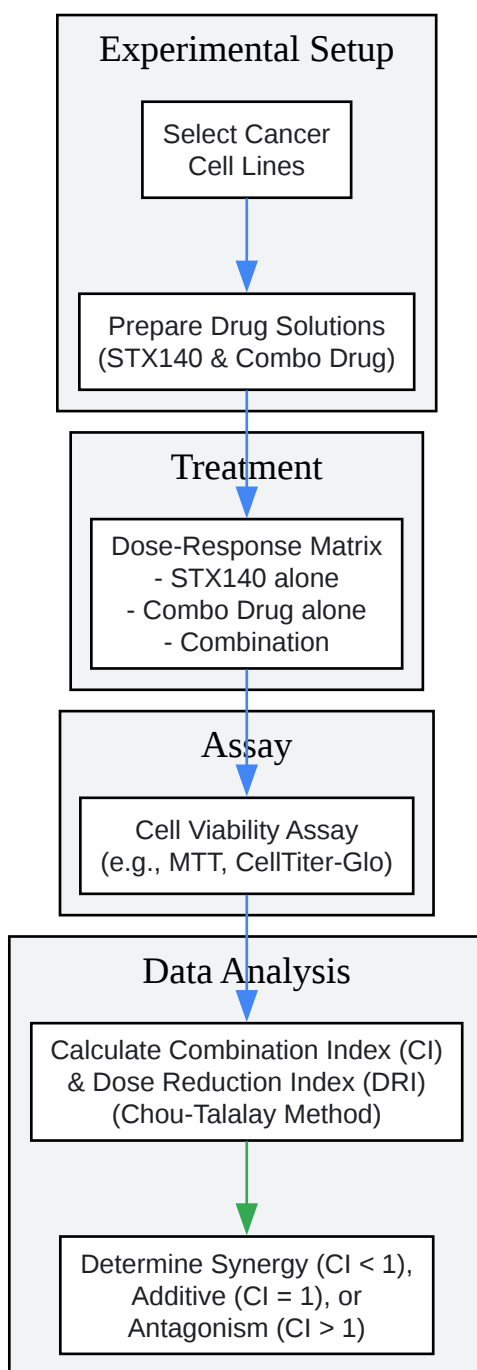 Experimental Setup
Select Cancer
Cell Lines
Prepare Drug Solutions
(STX140 & Combo Drug)
Treatment
Dose-Response Matrix
- STX140 alone
- Combo Drug alone
- Combination
Assay
Cell Viability Assay
(e.g., MTT, CellTiter-Glo)
Data Analysis
Calculate Combination Index (CI)
& Dose Reduction Index (DRI)
(Chou-Talalay Method)
Determine Synergy (CI < 1),
Additive (CI = 1), or
Antagonism (CI > 1)